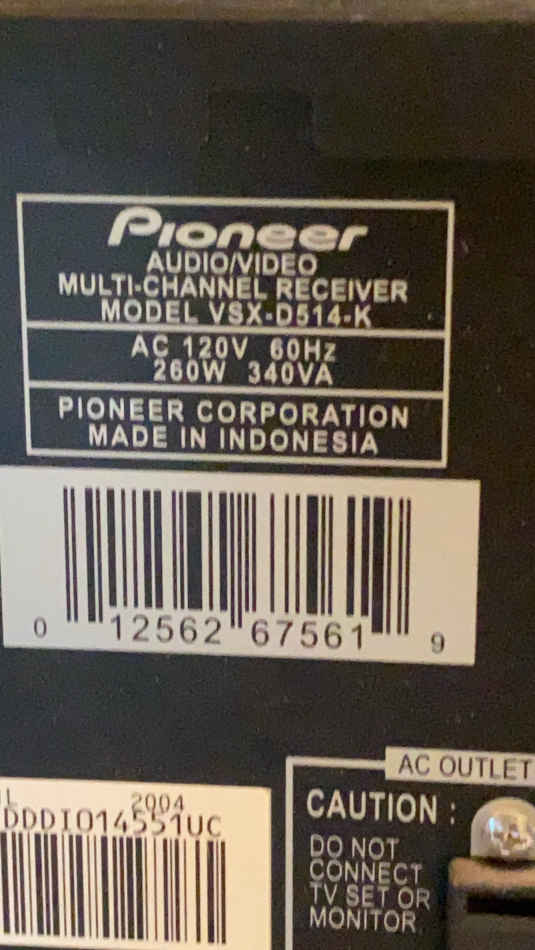 Pioneer
AUDIO/VIDEO
MULTI-CHANNEL RECEIVER
MODEL VSX-D514-K
AC 120V 60Hz
260W 340VA
PIONEER CORPORATION
MADE IN INDONESIA
0 12562 67561 9
AC OUTLET
2004
DDDI014551UC
CAUTION :
DO NOT
CONNECT
TV SET OR
MONITOR